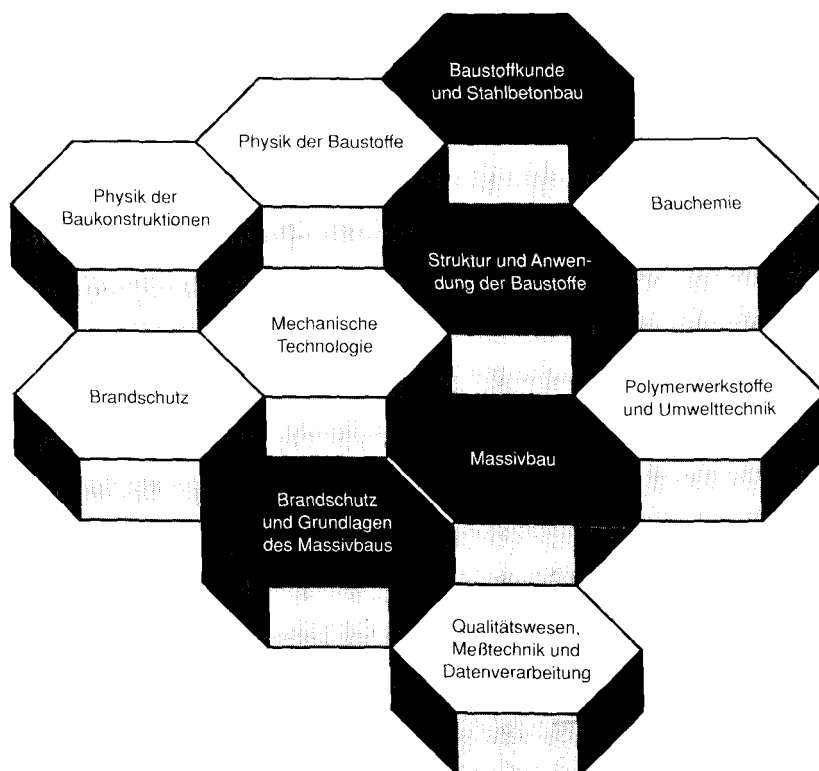 Baustoffkunde
und Stahlbetonbau
Physik der Baustoffe
Physik der
Baukonstruktionen
Bauchemie
Struktur und Anwen-
dung der Baustoffe
Mechanische
Technologie
Brandschutz
Polymerwerkstoffe
und Umwelttechnik
Massivbau
Brandschutz
und Grundlagen
des Massivbaus
Qualitätswesen,
Meßtechnik und
Datenverarbeitung